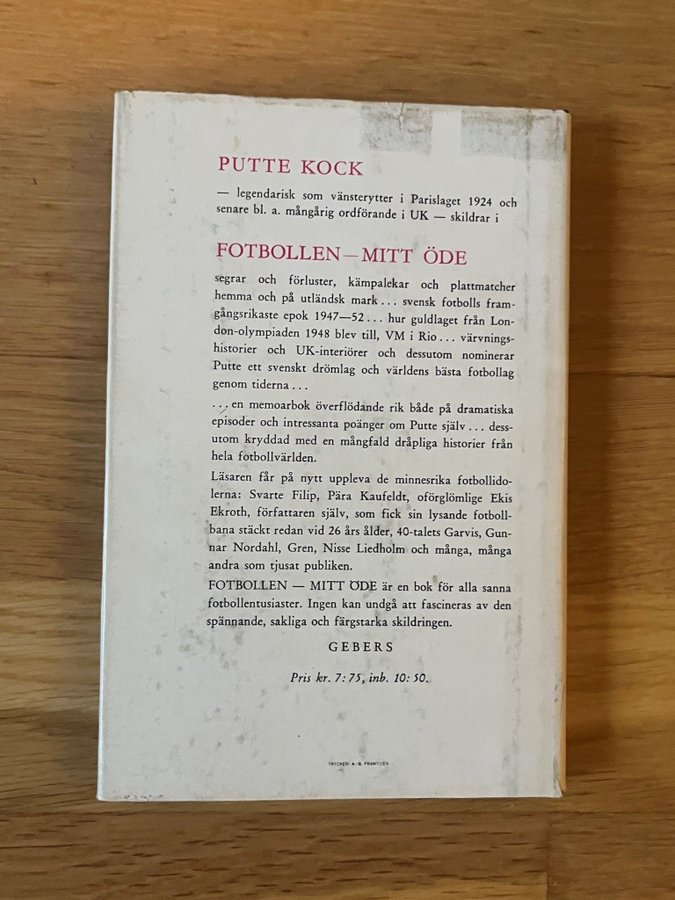 PUTTE KOCK
— legendarisk som vänsterytter i Parislaget 1924 och
senare bl. a. mångårig ordförande i UK — skildrar i
FOTBOLLEN—MITT ÖDE
segrar och förluster, kämpalekar och plattmatcher
hemma och på utländsk mark... svensk fotbolls fram-
gångsrikaste epok 1947—52... hur guldlaget från Lon-
don-olympiaden 1948 blev till, VM i Rio... värvnings-
historier och UK-interiörer och dessutom nominerar
Putte ett svenskt drömlag och världens bästa fotbollag
genom tiderna...
...en memoarbok överflödande rik både på dramatiska
episoder och intressanta poänger om Putte själv... dess-
utom kryddad med en mångfald dråpliga historier från
hela fotbollvärlden.
Läsaren får på nytt uppleva de minnesrika fotbollido-
lerna: Svarte Filip, Pära Kaufeldt, oförglömlige Ekis
Ekroth, författaren själv, som fick sin lysande fotboll-
bana stäckt redan vid 26 års ålder, 40-talets Garvis, Gun-
nar Nordahl, Gren, Nisse Liedholm och många, många
andra som tjusat publiken.
FOTBOLLEN — MITT ÖDE är en bok för alla sanna
fotbollentusiaster. Ingen kan undgå att fascineras av den
spännande, sakliga och färgstarka skildringen.
GEBERS
Pris kr. 7:75, inb. 10:50.
TRYCKERI A.-B. FRAMTIDEN